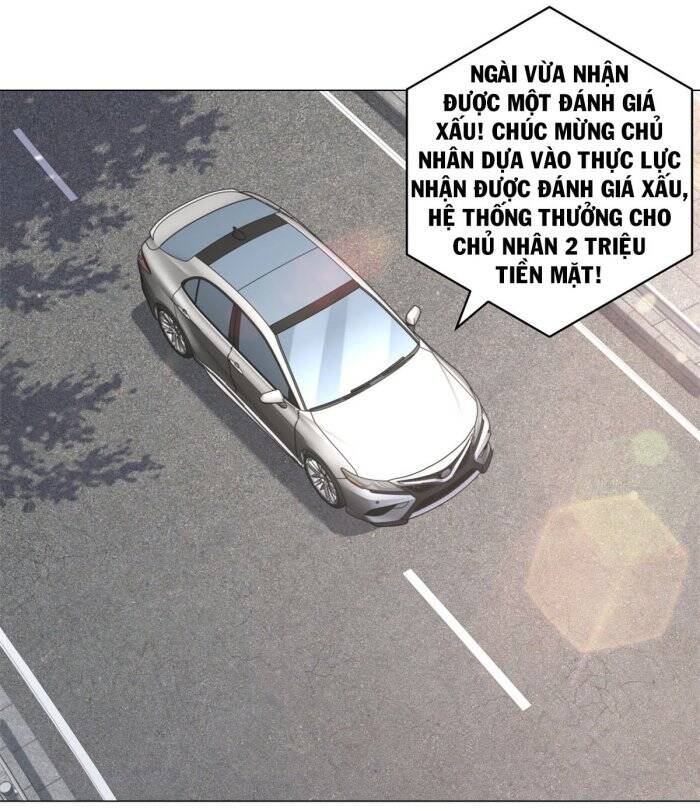 NGÀI VỪA NHẬN
ĐƯỢC MỘT ĐÁNH GIÁ
XẤU! CHÚC MỪNG CHỦ
NHÂN DỰA VÀO THỰC LỰC
NHẬN ĐƯỢC ĐÁNH GIÁ XẤU,
HỆ THỐNG THƯỞNG CHO
CHỦ NHÂN 2 TRIỆU
TIỀN MẶT!